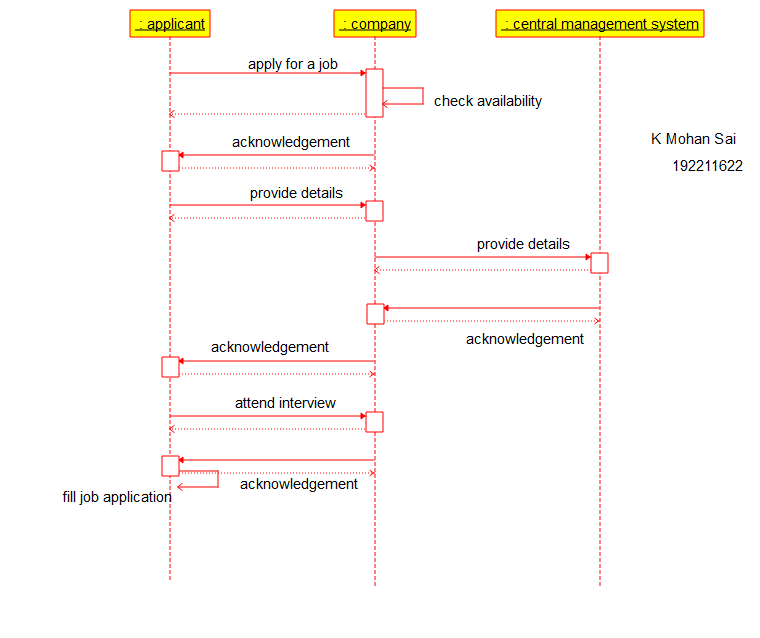 : applicant
: company
: central management system
apply for a job
check availability
K Mohan Sai
acknowledgement
192211622
provide details
provide details
acknowledgement
acknowledgement
attend interview
acknowledgement
fill job application